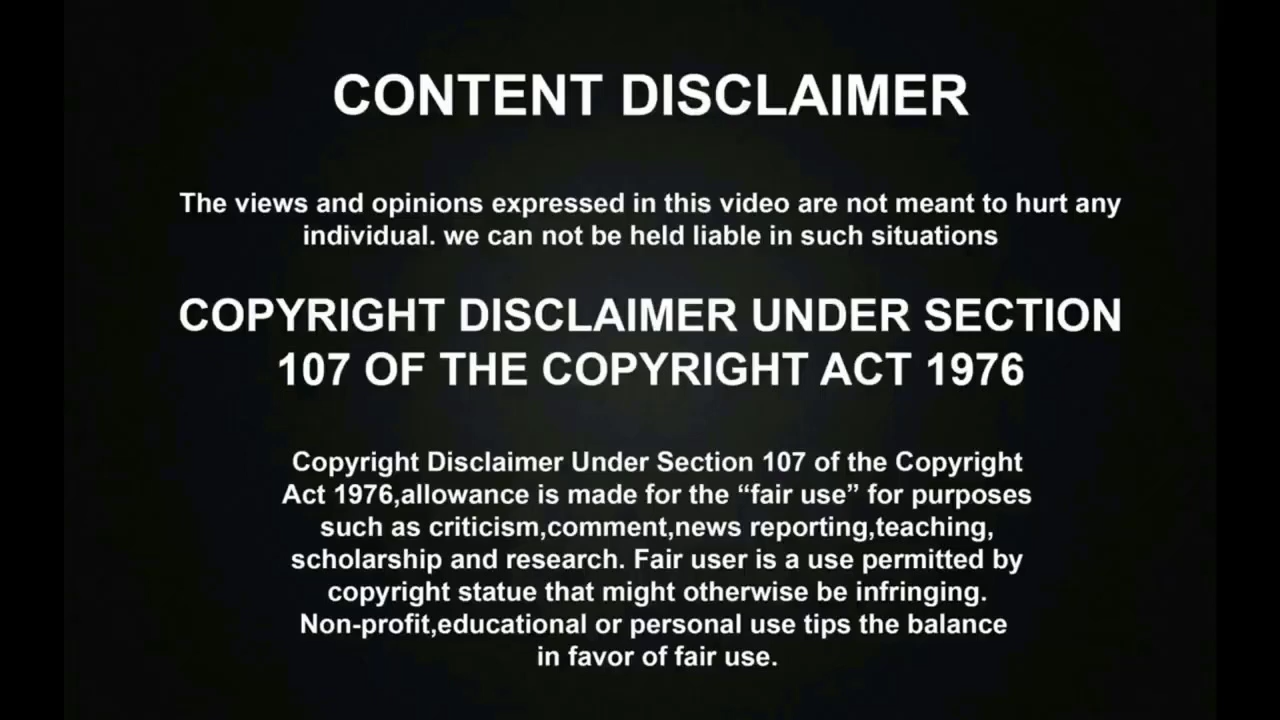 CONTENT DISCLAIMER
The views and opinions expressed in this video are not meant to hurt any
individual. we can not be held liable in such situations
COPYRIGHT DISCLAIMER UNDER SECTION
107 OF THE COPYRIGHT ACT 1976
Copyright Disclaimer Under Section 107 of the Copyright
Act 1976,allowance is made for the “fair use” for purposes
such as criticism,comment,news reporting,teaching,
scholarship and research. Fair user is a use permitted by
copyright statue that might otherwise be infringing.
Non-profit,educational or personal use tips the balance
in favor of fair use.